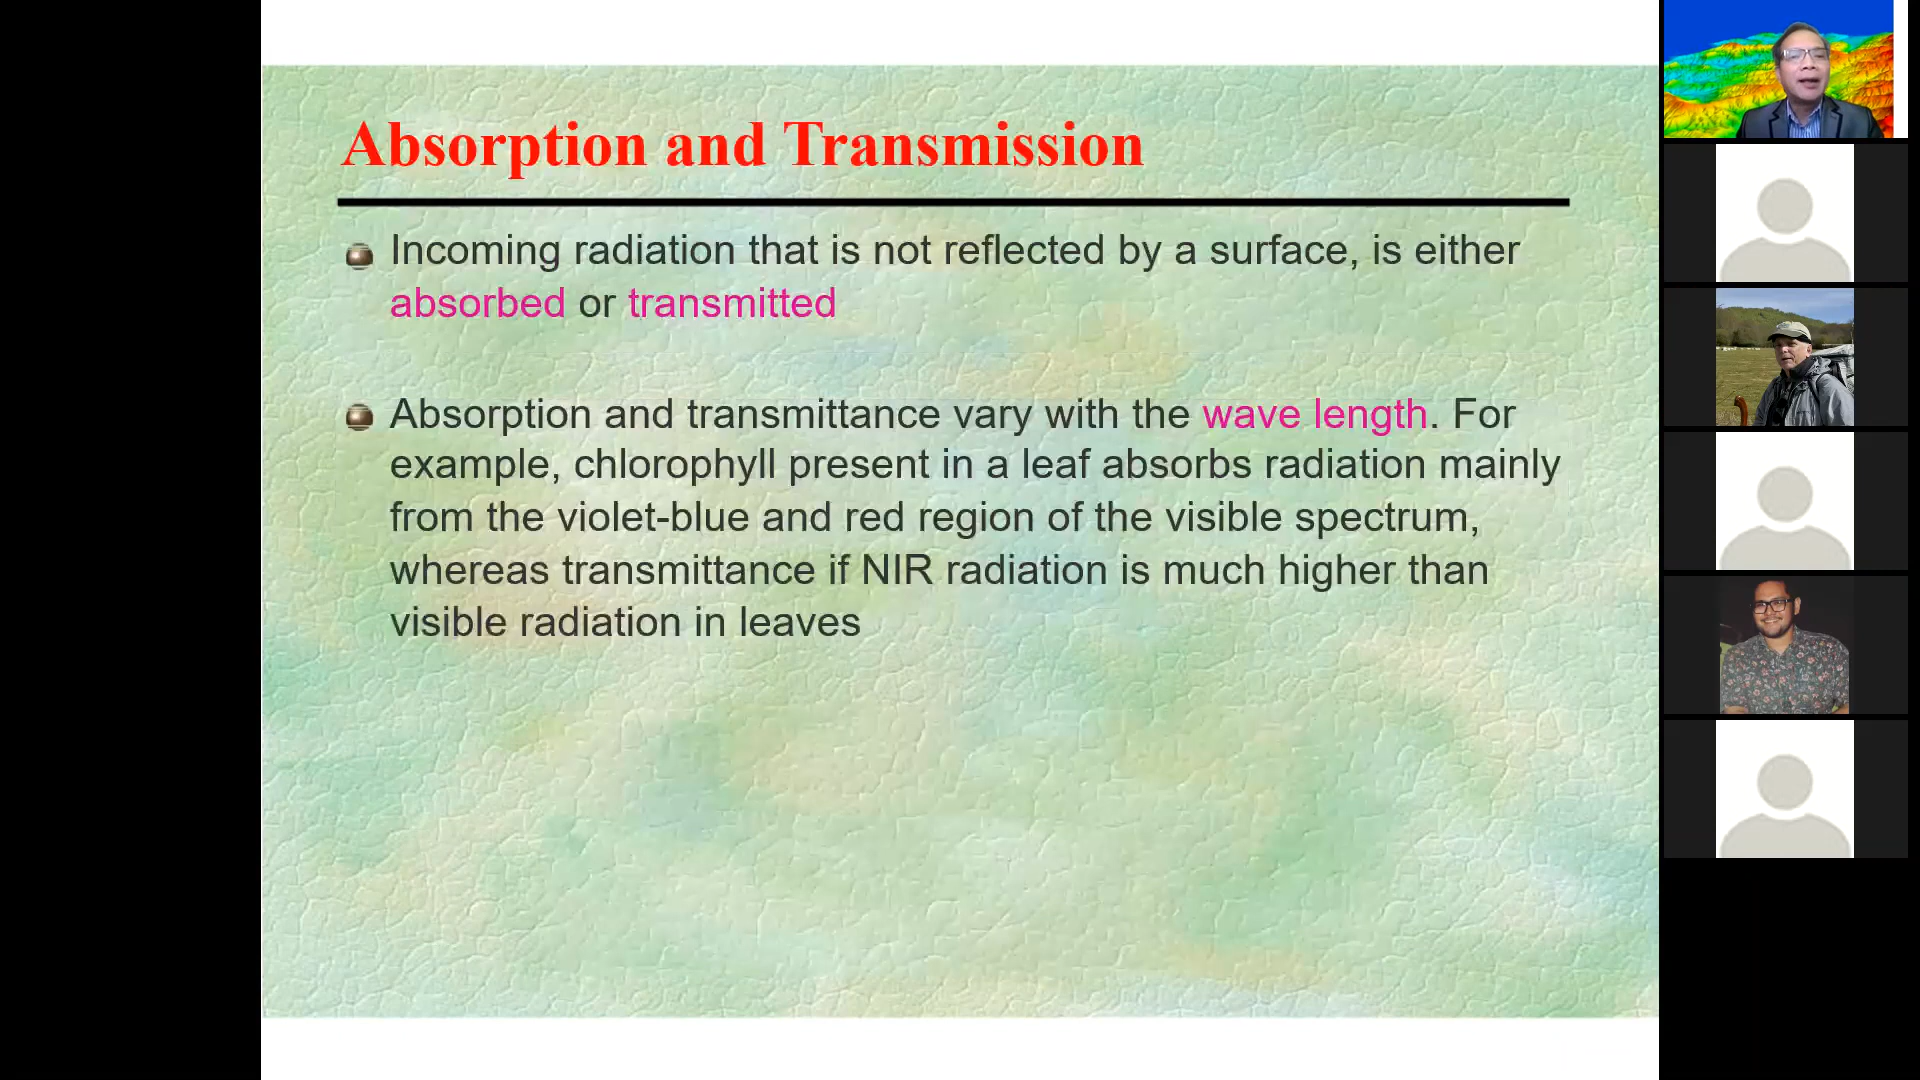 Absorption and Transmission
Incoming radiation that is not reflected by a surface, is either
absorbed or transmitted
Absorption and transmittance vary with the wave length. For
example, chlorophyll present in a leaf absorbs radiation mainly
from the violet-blue and red region of the visible spectrum,
whereas transmittance if NIR radiation is much higher than
visible radiation in leaves